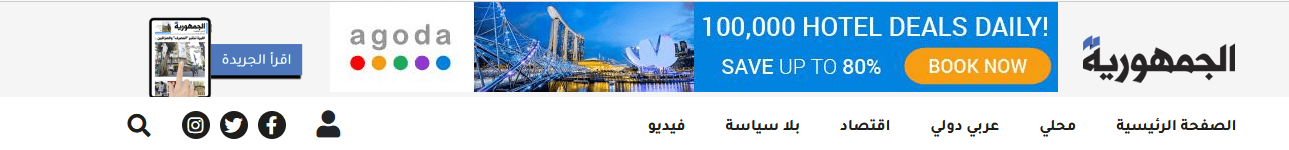 الجمهورية
100,000 HOTEL DEALS DAILY!
SAVE UP TO 80%
BOOK NOW
agoda
اقرأ الجريدة
الجمهورية
الصفحة الرئيسية
محلي
عربي دولي
اقتصاد
بلا سياسة
فيديو